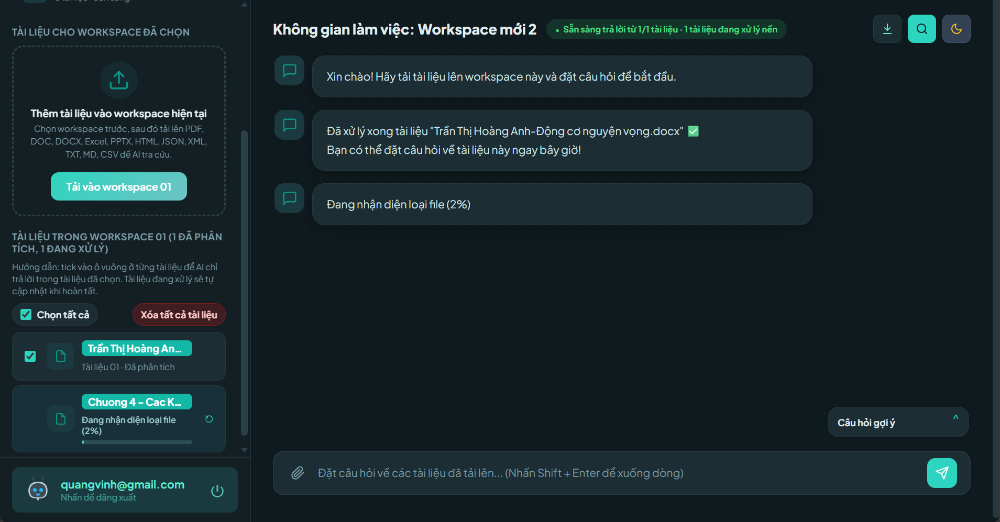 TÀI LIỆU CHO WORKSPACE ĐÃ CHỌN
Thêm tài liệu vào workspace hiện tại
Chọn workspace trước, sau đó tải lên PDF,
DOC, DOCX, Excel, PPTX, HTML, JSON, XML,
TXT, MD, CSV để AI tra cứu.
Tải vào workspace 01
TÀI LIỆU TRONG WORKSPACE 01 (1 ĐÃ PHÂN
TÍCH, 1 ĐANG XỬ LÝ)
Hướng dẫn: tick vào ô vuông ở từng tài liệu để AI chỉ
trả lời trong tài liệu đã chọn. Tài liệu đang xử lý sẽ tự
cập nhật khi hoàn tất.
Chọn tất cả
Xóa tất cả tài liệu
Trần Thị Hoàng An...
Tài liệu 01 · Đã phân tích
Chuong 4 – Cac K...
Đang nhận diện loại file
(2%)
quangvinh@gmail.com
Nhấn để đăng xuất
Không gian làm việc: Workspace mới 2
• Sẵn sàng trả lời từ 1/1 tài liệu · 1 tài liệu đang xử lý nền
Xin chào! Hãy tải tài liệu lên workspace này và đặt câu hỏi để bắt đầu.
Đã xử lý xong tài liệu "Trần Thị Hoàng Anh-Động cơ nguyện vọng.docx" ✅
Bạn có thể đặt câu hỏi về tài liệu này ngay bây giờ!
Đang nhận diện loại file (2%)
Câu hỏi gợi ý
Đặt câu hỏi về các tài liệu đã tải lên... (Nhấn Shift + Enter để xuống dòng)